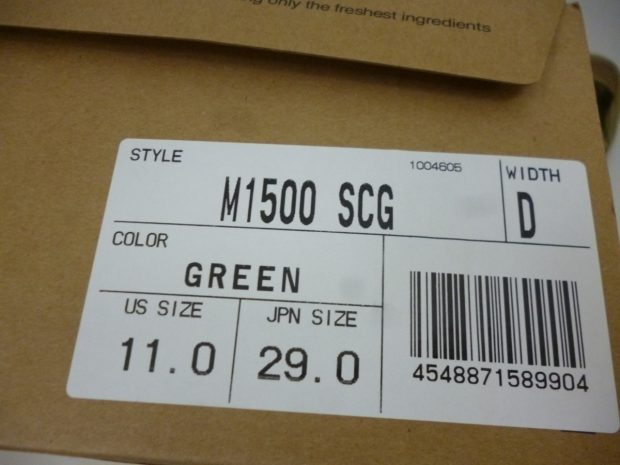 only the freshest ingredients
STYLE
1004605
WIDTH
M1500 SCG
D
COLOR
GREEN
US SIZE
JPN SIZE
11.0
29.0
4548871589904